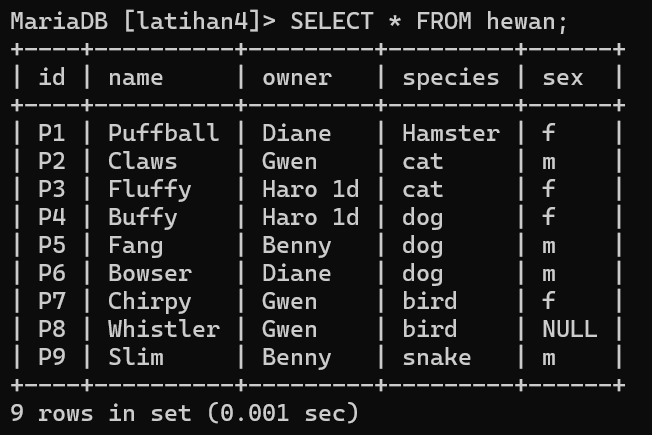 MariaDB [latihan4]> SELECT * FROM hewan;
+----+----------+---------+---------+------+
| id | name     | owner   | species | sex  |
+----+----------+---------+---------+------+
| P1 | Puffball | Diane   | Hamster | f    |
| P2 | Claws    | Gwen    | cat     | m    |
| P3 | Fluffy   | Haro 1d | cat     | f    |
| P4 | Buffy    | Haro 1d | dog     | f    |
| P5 | Fang     | Benny   | dog     | m    |
| P6 | Bowser   | Diane   | dog     | m    |
| P7 | Chirpy   | Gwen    | bird    | f    |
| P8 | Whistler | Gwen    | bird    | NULL |
| P9 | Slim     | Benny   | snake   | m    |
+----+----------+---------+---------+------+
9 rows in set (0.001 sec)